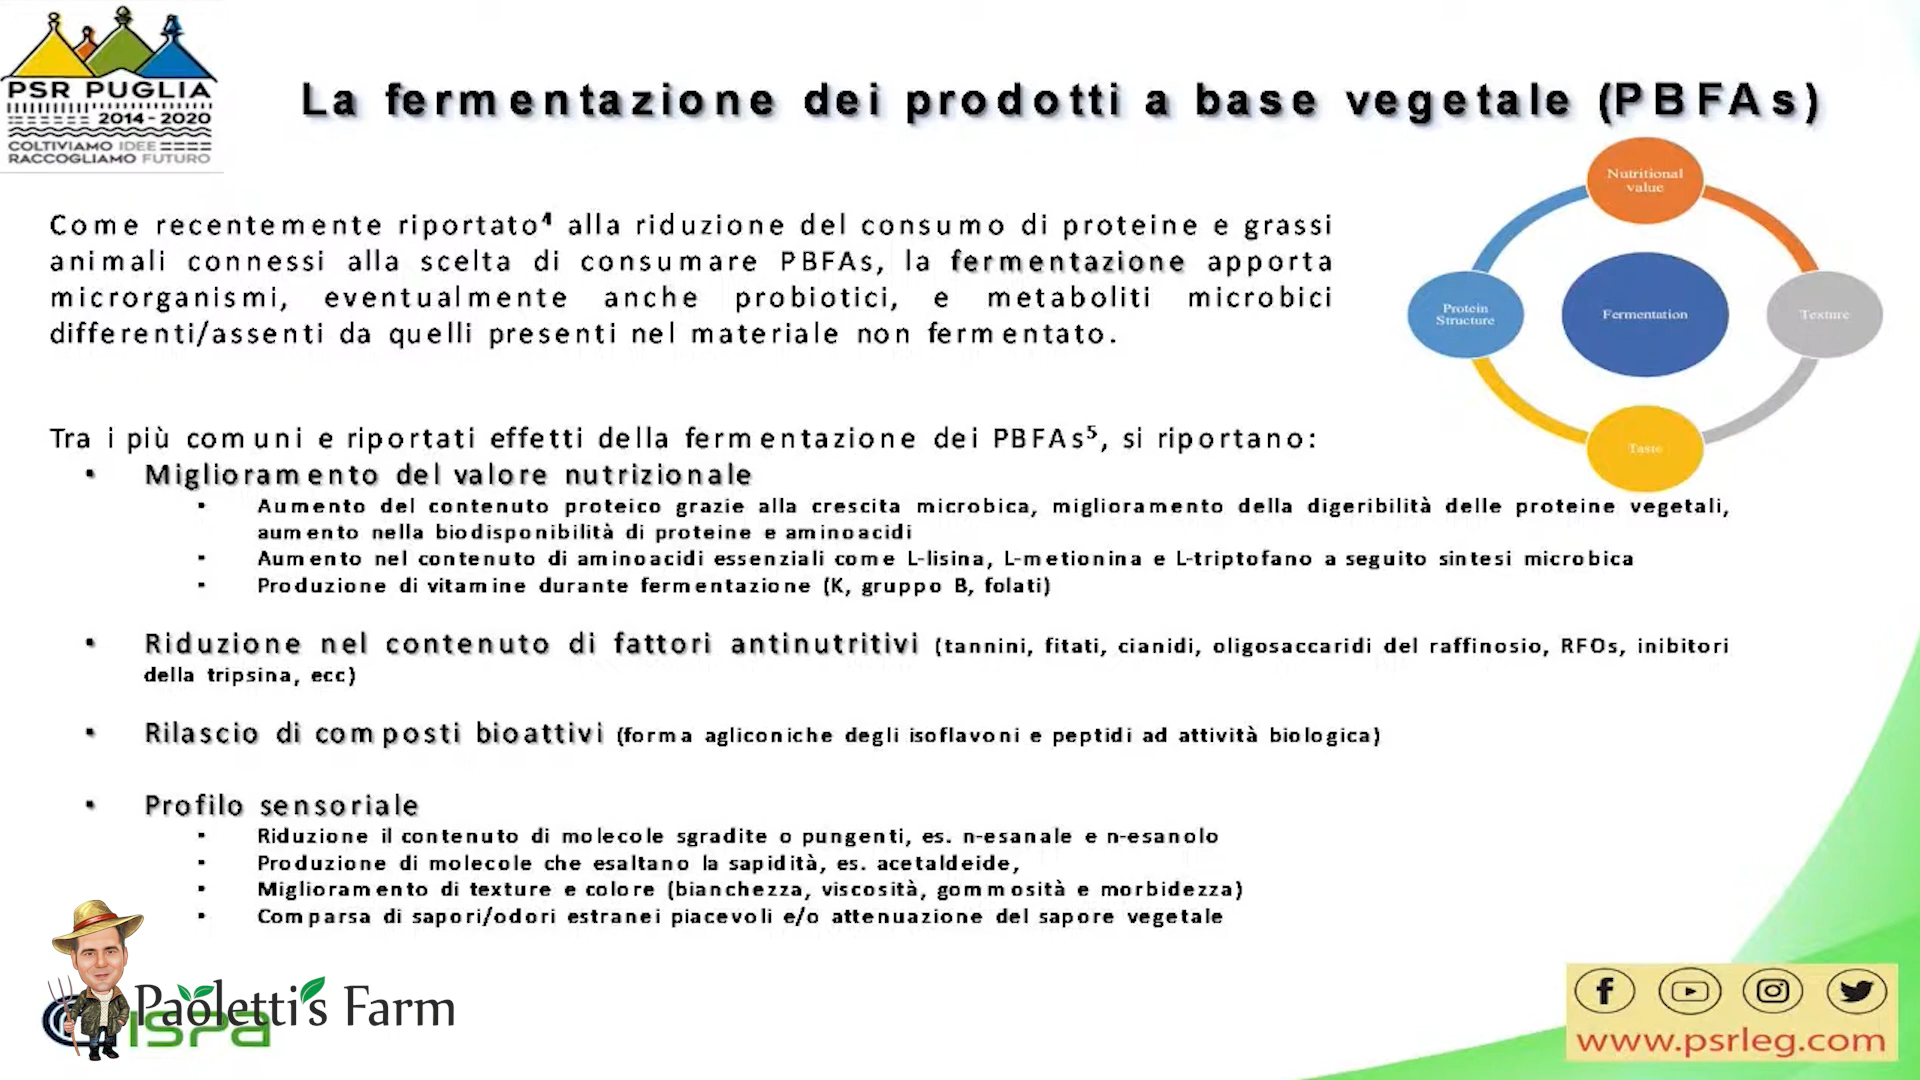 PSR PUGLIA
2014-2020
COLTIVIAMO IDEE
RACCOGLIAMO FUTURO
La fermentazione dei prodotti a base vegetale (PBFAs)
Come recentemente riportato⁴ alla riduzione del consumo di proteine e grassi
animali connessi alla scelta di consumare PBFAs, la fermentazione apporta
microrganismi, eventualmente anche probiotici, e metaboliti microbici
differenti/assenti da quelli presenti nel materiale non fermentato.
Nutritional
value
Protein
Structure
Fermentation
Texture
Taste
Tra i più comuni e riportati effetti della fermentazione dei PBFAs⁵, si riportano:
▪ Miglioramento del valore nutrizionale
▪ Aumento del contenuto proteico grazie alla crescita microbica, miglioramento della digeribilità delle proteine vegetali,
aumento nella biodisponibilità di proteine e aminoacidi
▪ Aumento nel contenuto di aminoacidi essenziali come L-lisina, L-metionina e L-triptofano a seguito sintesi microbica
▪ Produzione di vitamine durante fermentazione (K, gruppo B, folati)
▪ Riduzione nel contenuto di fattori antinutritivi (tannini, fitati, cianidi, oligosaccaridi del raffinosio, RFOs, inibitori
della tripsina, ecc)
▪ Rilascio di composti bioattivi (forma agliconiche degli isoflavoni e peptidi ad attività biologica)
▪ Profilo sensoriale
▪ Riduzione il contenuto di molecole sgradite o pungenti, es. n-esanale e n-esanolo
▪ Produzione di molecole che esaltano la sapidità, es. acetaldeide,
▪ Miglioramento di texture e colore (bianchezza, viscosità, gommosità e morbidezza)
▪ Comparsa di sapori/odori estranei piacevoli e/o attenuazione del sapore vegetale
Paoletti's Farm
ispa
www.psrleg.com